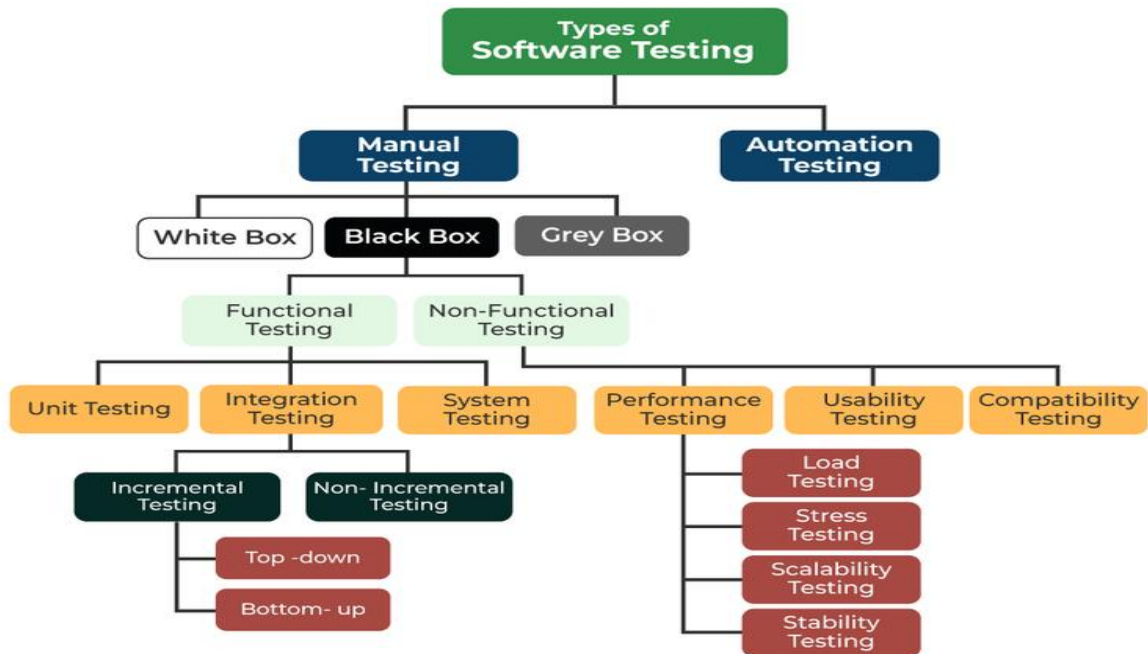 Types of
Software Testing
Manual
Testing
Automation
Testing
White Box
Black Box
Grey Box
Functional
Testing
Non-Functional
Testing
Unit Testing
Integration
Testing
System
Testing
Performance
Testing
Usability
Testing
Compatibility
Testing
Incremental
Testing
Non- Incremental
Testing
Top -down
Bottom- up
Load
Testing
Stress
Testing
Scalability
Testing
Stability
Testing